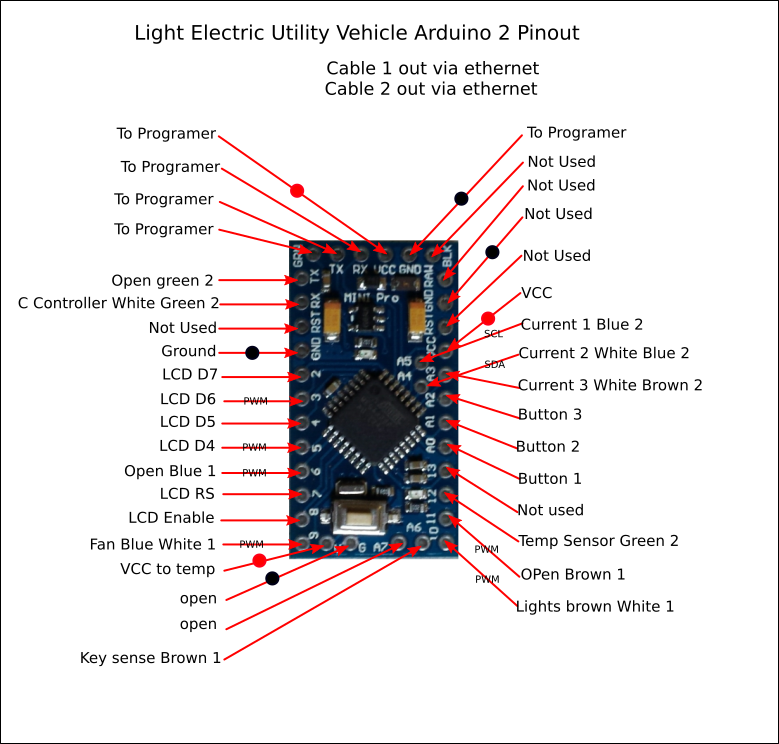 Light Electric Utility Vehicle Arduino 2 Pinout
Cable 1 out via ethernet
Cable 2 out via ethernet
To Programer
To Programer
To Programer
To Programer
Open green 2
C Controller White Green 2
Not Used
Ground
LCD D7
LCD D6
PWM
LCD D5
LCD D4
PWM
Open Blue 1
PWM
LCD RS
LCD Enable
Fan Blue White 1
PWM
VCC to temp
open
open
Key sense Brown 1
GRN
TX
RX
VCC
GND
BLK
TX
RX
RST
GND
2
3
4
5
6
7
8
9
MINI Pro
RAW
GND
RST
VCC
A5
A4
A3
A2
A1
A0
13
12
11
A6
G
A7
To Programer
Not Used
Not Used
Not Used
Not Used
VCC
Current 1 Blue 2
SCL
Current 2 White Blue 2
SDA
Current 3 White Brown 2
Button 3
Button 2
Button 1
Not used
Temp Sensor Green 2
PWM
OPen Brown 1
PWM
Lights brown White 1